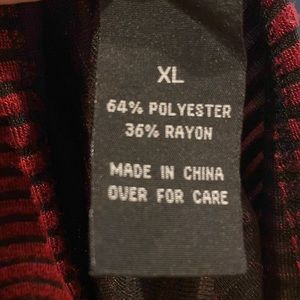 XL
64% POLYESTER
36% RAYON
MADE IN CHINA
OVER FOR CARE